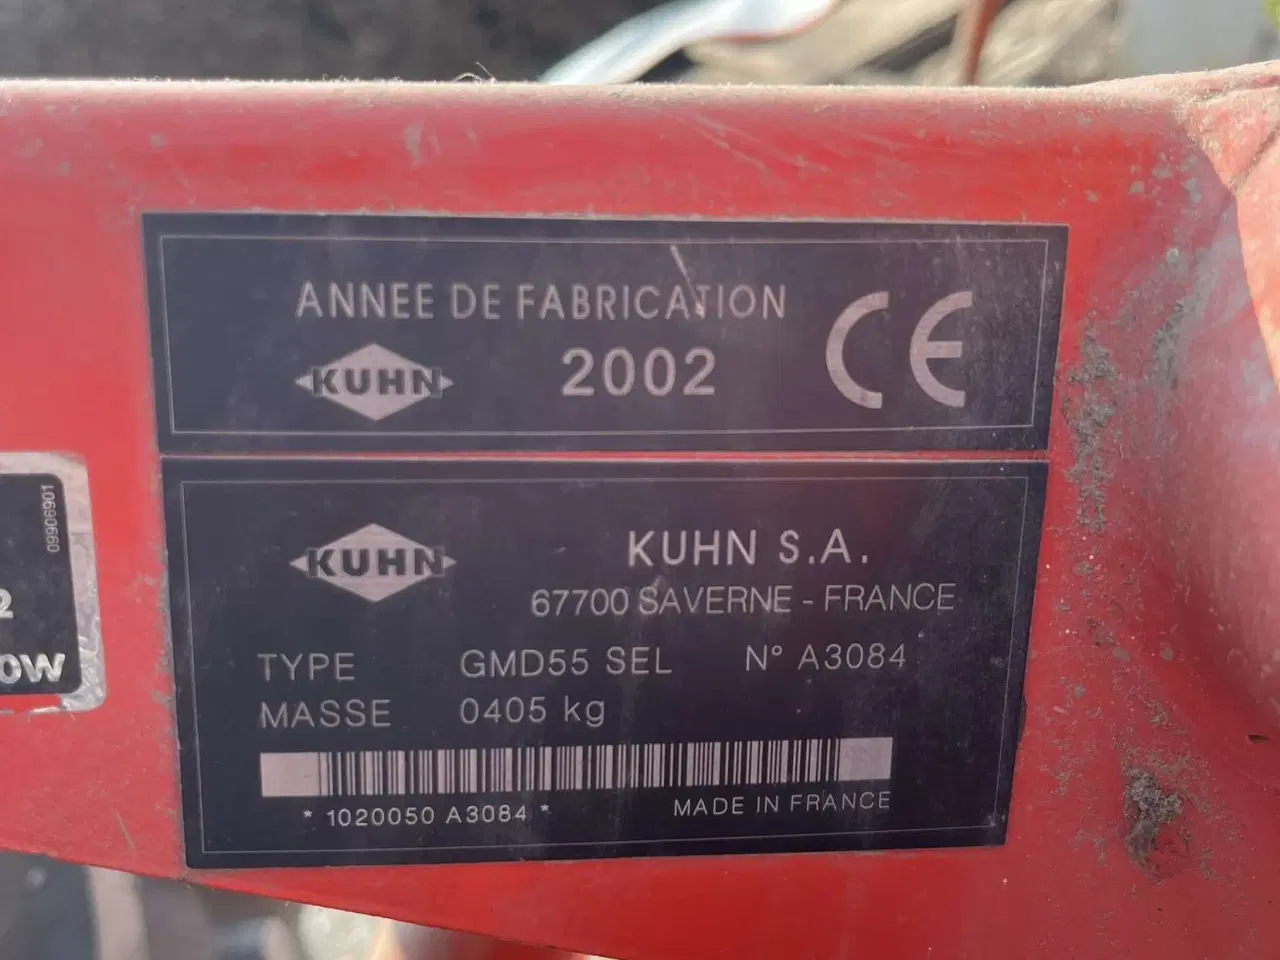 ANNEE DE FABRICATION
KUHN
2002
CE
09906901
2
0W
KUHN
KUHN S.A.
67700 SAVERNE - FRANCE
TYPE GMD55 SEL N° A3084
MASSE 0405 kg
* 1020050 A3084 *
MADE IN FRANCE